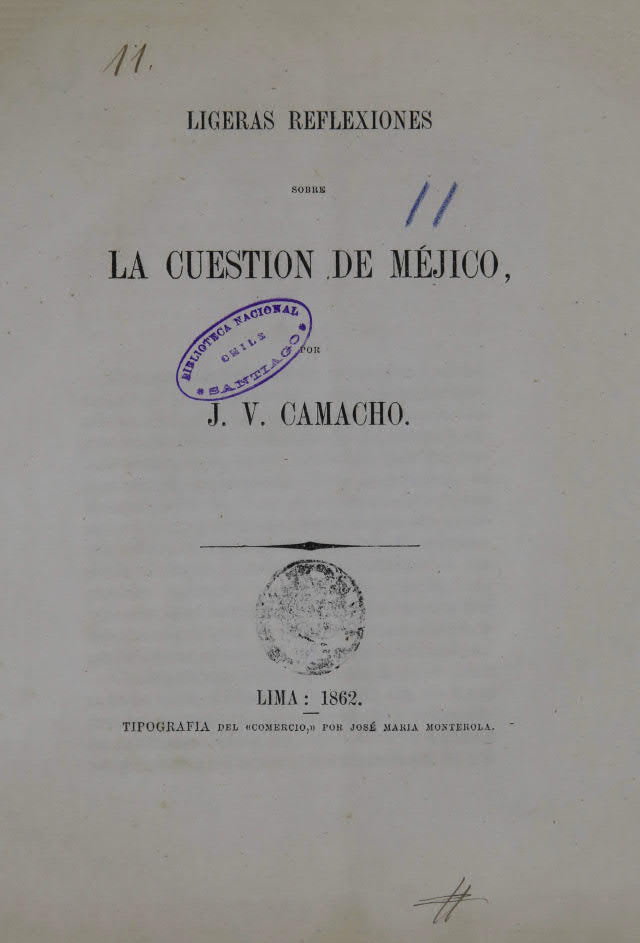 11.
LIGERAS REFLEXIONES
SOBRE
11
LA CUESTION DE MÉJICO,
BIBLIOTECA NACIONAL
CHILE
* SANTIAGO *
POR
J. V. CAMACHO.
LIMA: 1862.
TIPOGRAFIA DEL «COMERCIO,» POR JOSÉ MARIA MONTEROLA.